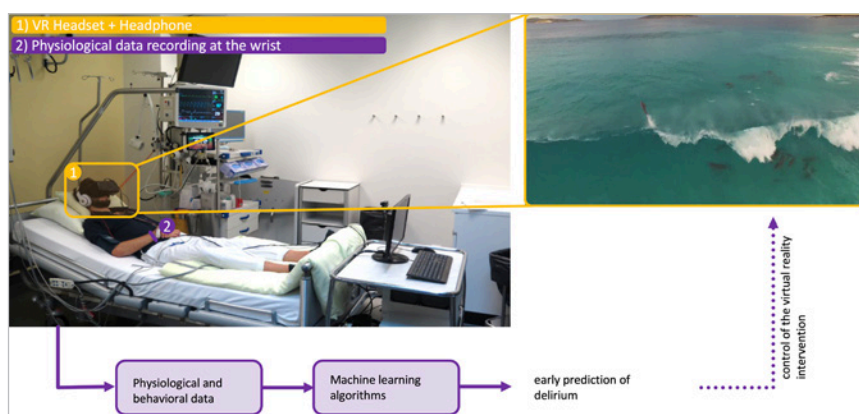 1) VR Headset + Headphone
2) Physiological data recording at the wrist
1
2
Physiological and
behavioral data
Machine learning
algorithms
early prediction of
delirium
control of the virtual reality
intervention